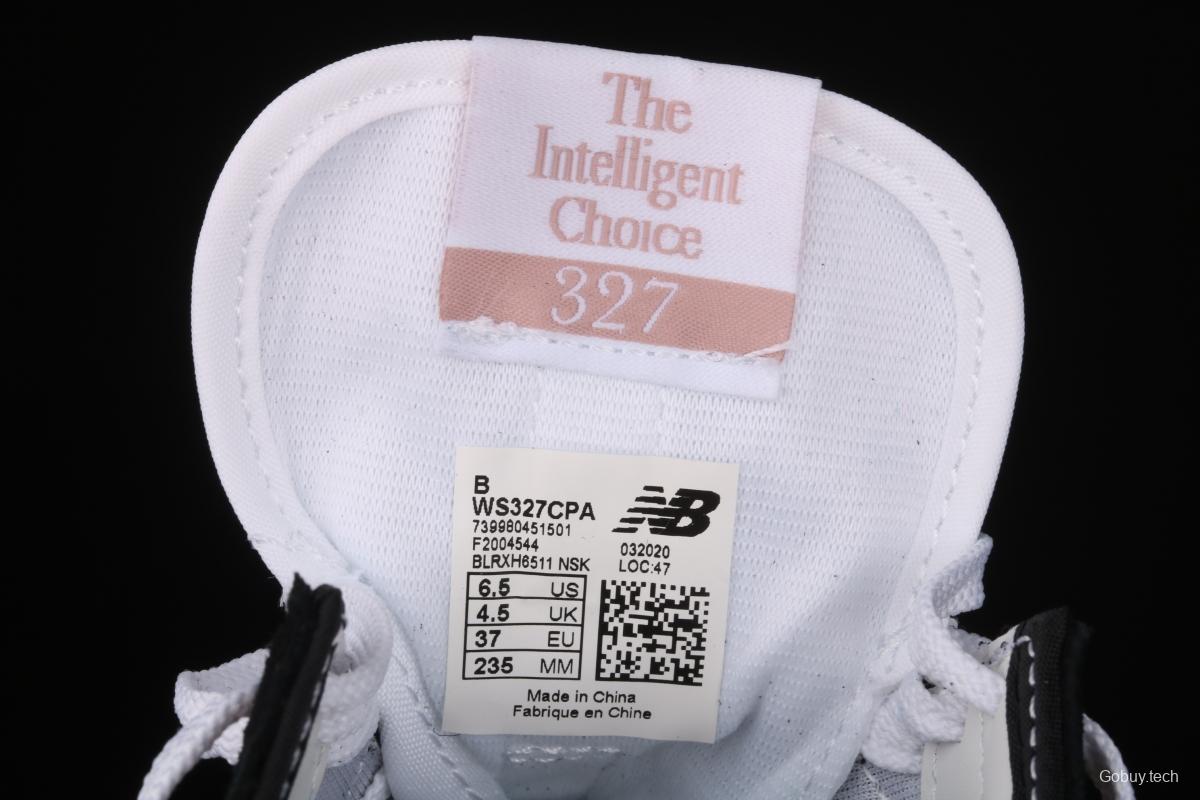 The
Intelligent
Choice
327
B
WS327CPA
739980451501
F2004544
BLRXH6511 NSK
NB
032020
LOC:47
6.5 US
4.5 UK
37 EU
235 MM
Made in China
Fabrique en Chine
Gobuy.tech